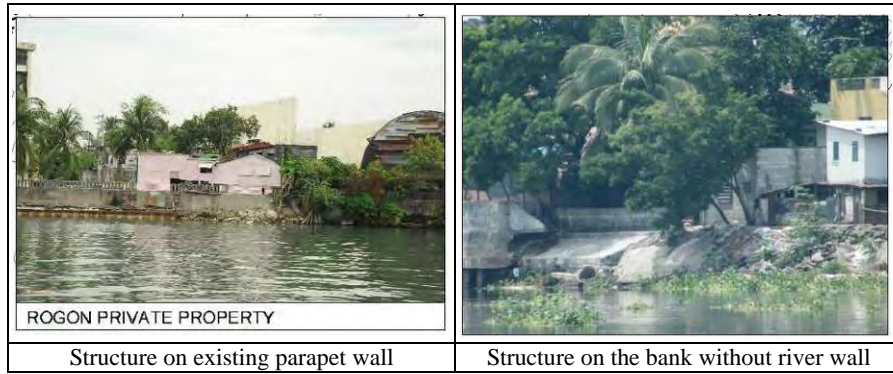 ROGON PRIVATE PROPERTY
Structure on existing parapet wall
Structure on the bank without river wall